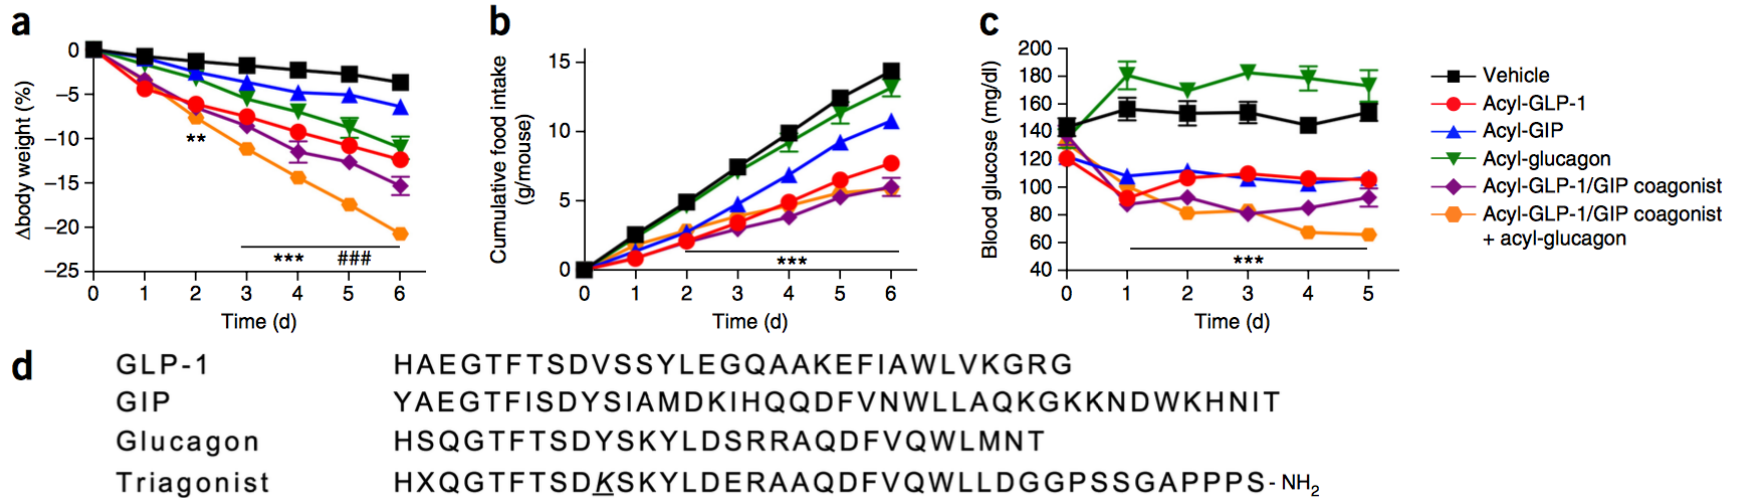 a
Δbody weight (%)
0
–5
–10
–15
–20
–25
**
*** ###
0 1 2 3 4 5 6
Time (d)
b
Cumulative food intake
(g/mouse)
15
10
5
0
***
0 1 2 3 4 5 6
Time (d)
c
Blood glucose (mg/dl)
200
180
160
140
120
100
80
60
40
***
0 1 2 3 4 5
Time (d)
Vehicle
Acyl-GLP-1
Acyl-GIP
Acyl-glucagon
Acyl-GLP-1/GIP coagonist
Acyl-GLP-1/GIP coagonist
+ acyl-glucagon
d
GLP-1 HAEGTFTSDVSSYLEGQAAKEFIAWLVKGRG
GIP YAEGTFISDYSIAMDKIHQQDFVNWLLAQKGKKNDWKHNIT
Glucagon HSQGTFTSDYSKYLDSRRAQDFVQWLMNT
Triagonist HXQGTFTSDKSKYLDERAAQDFVQWLLDGGPSSGAPPPS-NH2